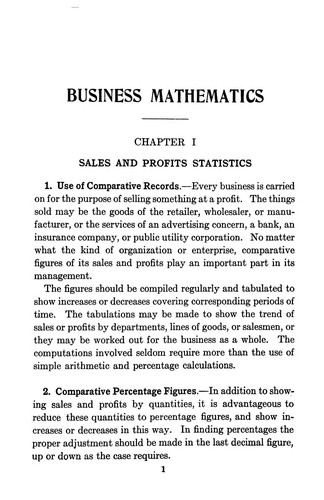 BUSINESS MATHEMATICS
CHAPTER I
SALES AND PROFITS STATISTICS
1. Use of Comparative Records.—Every business is carried
on for the purpose of selling something at a profit. The things
sold may be the goods of the retailer, wholesaler, or manu-
facturer, or the services of an advertising concern, a bank, an
insurance company, or public utility corporation. No matter
what the kind of organization or enterprise, comparative
figures of its sales and profits play an important part in its
management.
The figures should be compiled regularly and tabulated to
show increases or decreases covering corresponding periods of
time. The tabulations may be made to show the trend of
sales or profits by departments, lines of goods, or salesmen, or
they may be worked out for the business as a whole. The
computations involved seldom require more than the use of
simple arithmetic and percentage calculations.
2. Comparative Percentage Figures.—In addition to show-
ing sales and profits by quantities, it is advantageous to
reduce these quantities to percentage figures, and show in-
creases or decreases in this way. In finding percentages the
proper adjustment should be made in the last decimal figure,
up or down as the case requires.
1